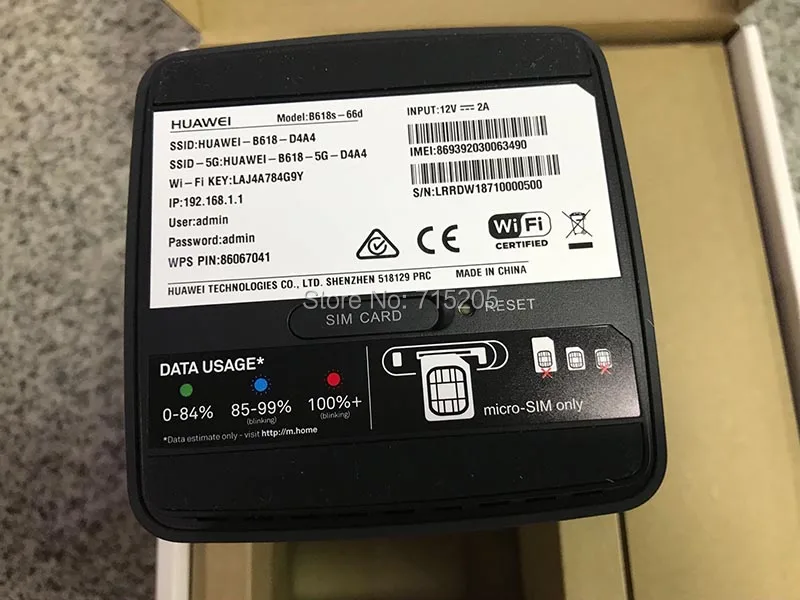 HUAWEI Model:B618s-66d
SSID:HUAWEI-B618-D4A4
SSID-5G:HUAWEI-B618-5G-D4A4
Wi-Fi KEY:LAJ4A784G9Y
IP:192.168.1.1
User:admin
Password:admin
WPS PIN:86067041
INPUT:12V ⎓ 2A
IMEI:869392030063490
S/N:LRRDW18710000500
CE
Wi Fi
CERTIFIED
HUAWEI TECHNOLOGIES CO., LTD. SHENZHEN 518129 PRC MADE IN CHINA
Store No: 715205
SIM CARD
RESET
DATA USAGE*
0-84% 85-99% 100%+
(blinking) (blinking)
*Data estimate only - visit http://m.home
micro-SIM only